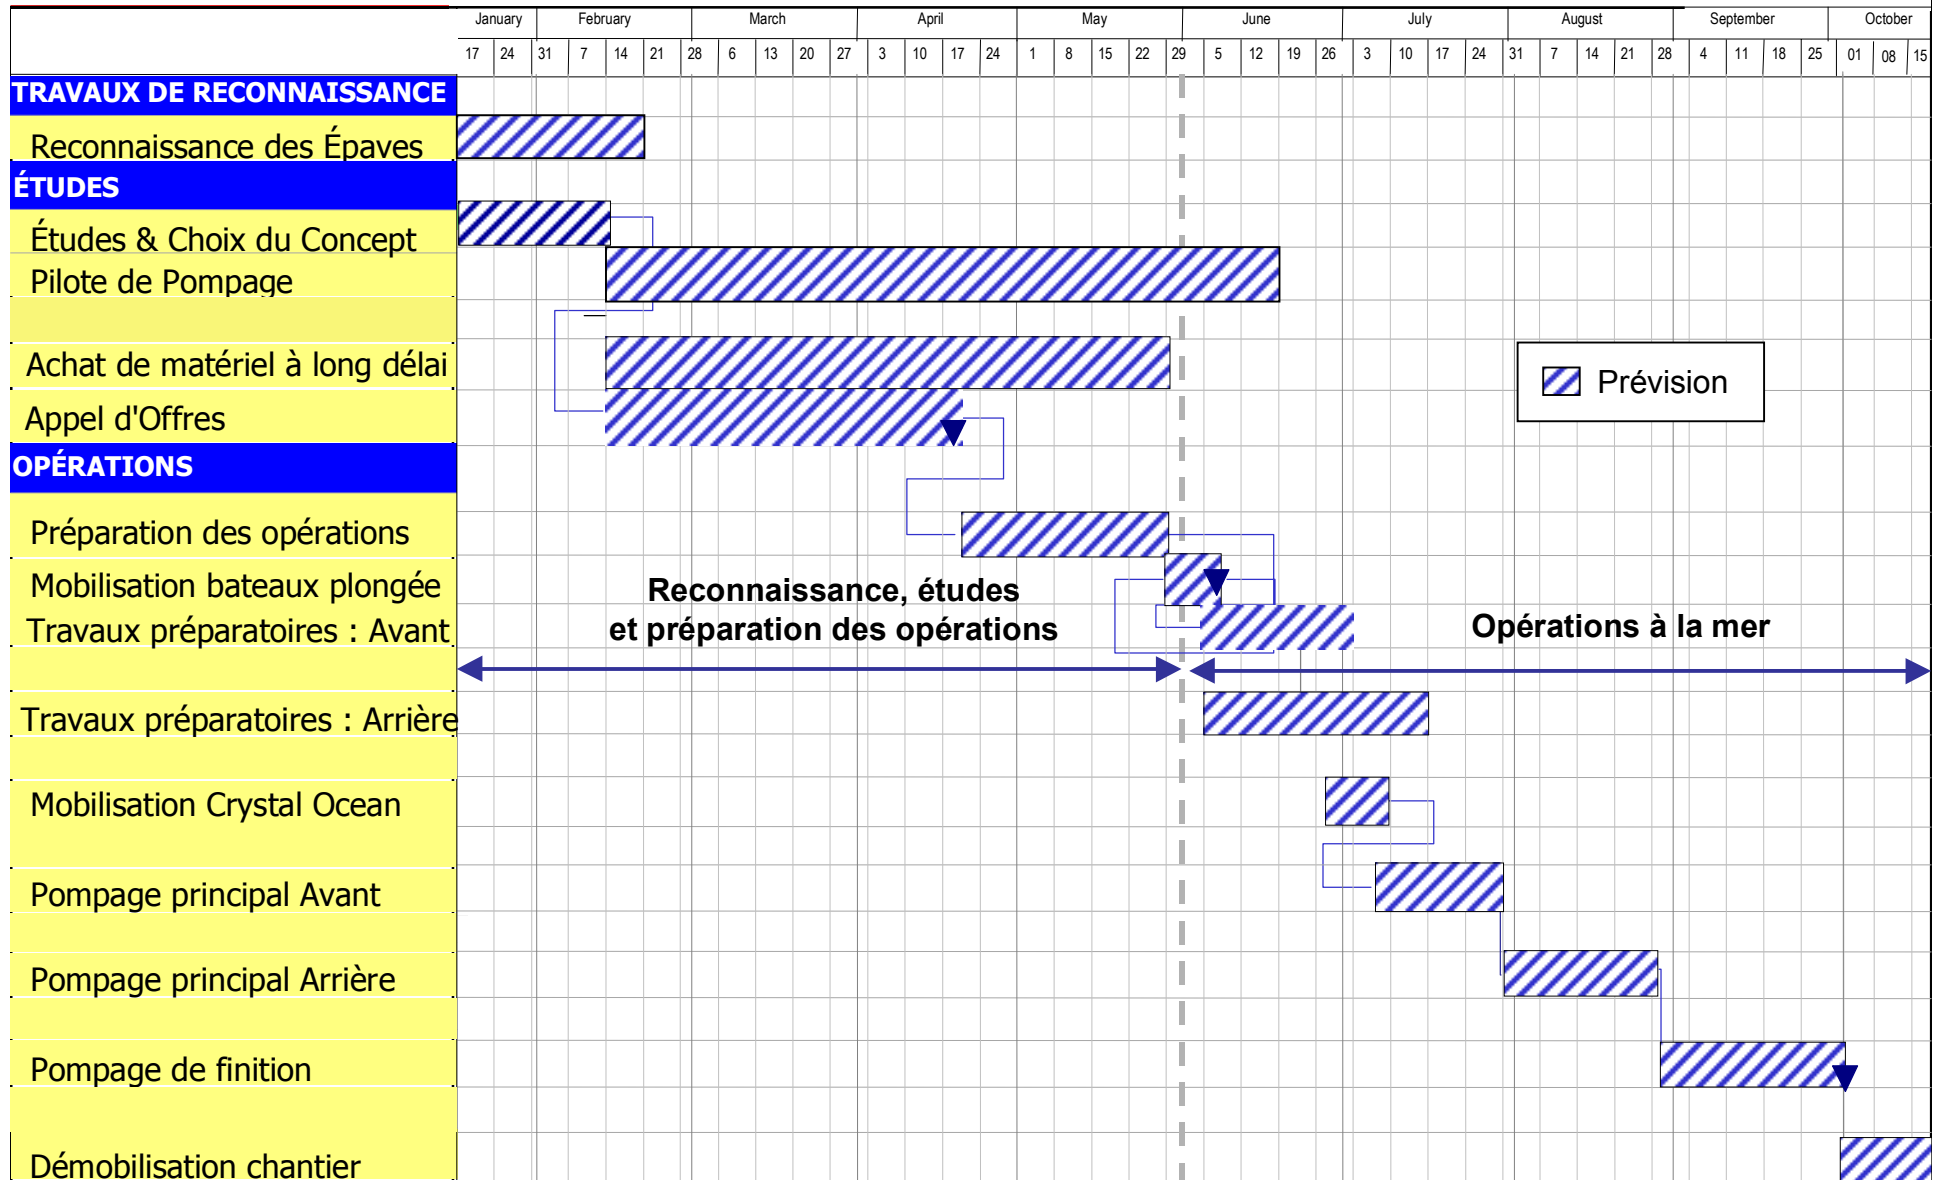 January February March April May June July August September October
17 24 31 7 14 21 28 6 13 20 27 3 10 17 24 1 8 15 22 29 5 12 19 26 3 10 17 24 31 7 14 21 28 4 11 18 25 01 08 15
TRAVAUX DE RECONNAISSANCE
Reconnaissance des Épaves
ÉTUDES
Études & Choix du Concept
Pilote de Pompage
Achat de matériel à long délai
Prévision
Appel d'Offres
OPÉRATIONS
Préparation des opérations
Mobilisation bateaux plongée
Travaux préparatoires : Avant
Reconnaissance, études
et préparation des opérations
Opérations à la mer
Travaux préparatoires : Arrière
Mobilisation Crystal Ocean
Pompage principal Avant
Pompage principal Arrière
Pompage de finition
Démobilisation chantier